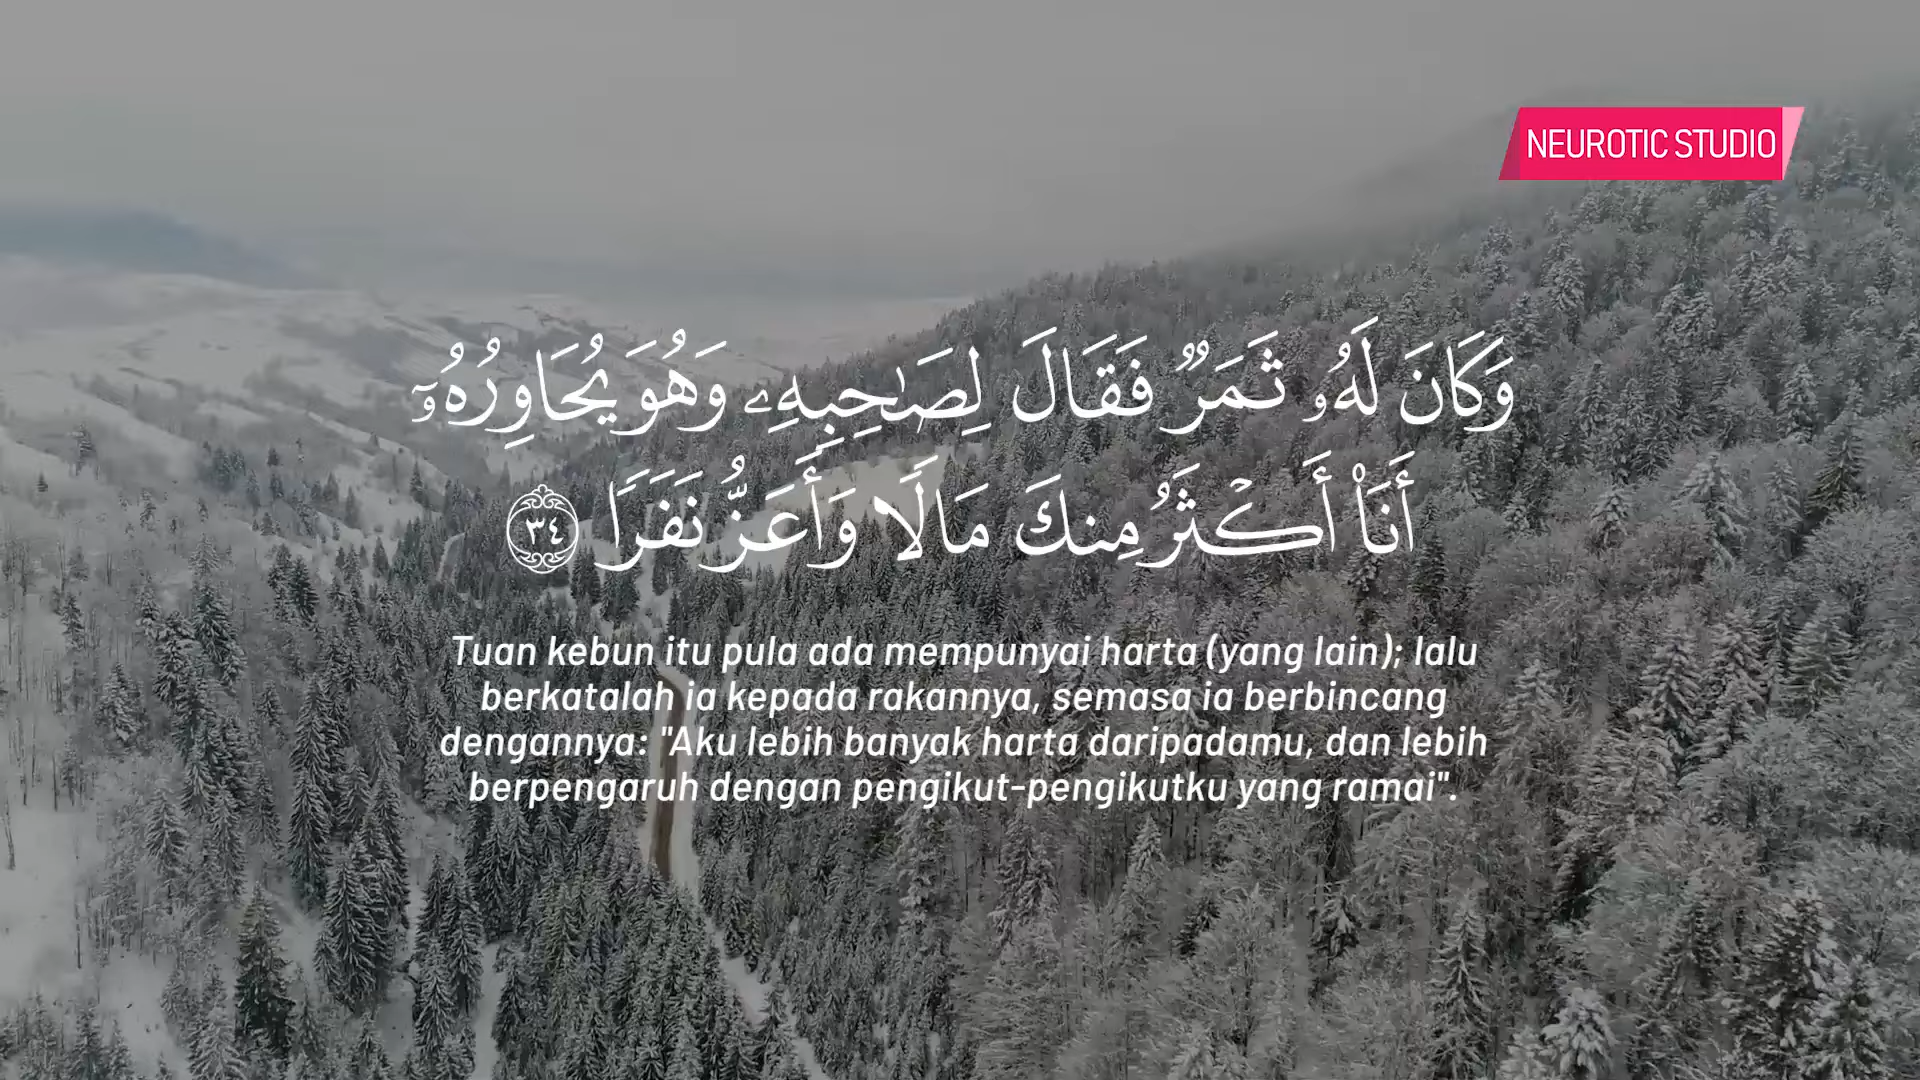 NEUROTIC STUDIO
وَكَانَ لَهُۥ ثَمَرٌ فَقَالَ لِصَـٰحِبِهِۦ وَهُوَ يُحَاوِرُهُۥٓ
أَنَا۠ أَكْثَرُ مِنكَ مَالًا وَأَعَزُّ نَفَرًا ٣٤
Tuan kebun itu pula ada mempunyai harta (yang lain); lalu
berkatalah ia kepada rakannya, semasa ia berbincang
dengannya: "Aku lebih banyak harta daripadamu, dan lebih
berpengaruh dengan pengikut-pengikutku yang ramai".